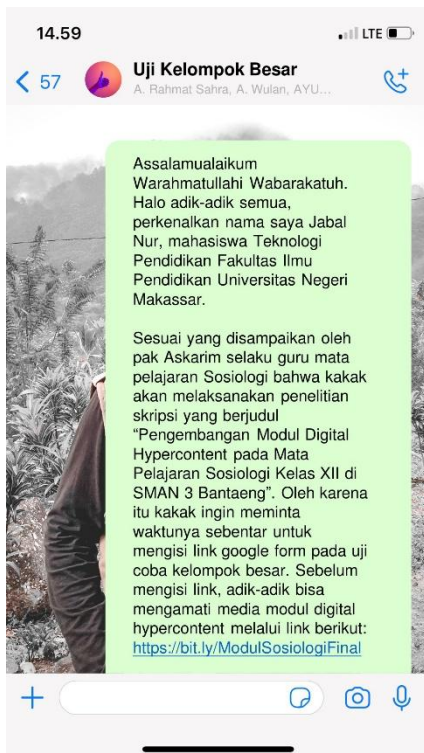 14.59
LTE
57
Uji Kelompok Besar
A. Rahmat Sahra, A. Wulan, AYU...
Assalamualaikum
Warahmatullahi Wabarakatuh.
Halo adik-adik semua,
perkenalkan nama saya Jabal
Nur, mahasiswa Teknologi
Pendidikan Fakultas Ilmu
Pendidikan Universitas Negeri
Makassar.
Sesuai yang disampaikan oleh
pak Askarim selaku guru mata
pelajaran Sosiologi bahwa kakak
akan melaksanakan penelitian
skripsi yang berjudul
“Pengembangan Modul Digital
Hypercontent pada Mata
Pelajaran Sosiologi Kelas XII di
SMAN 3 Bantaeng”. Oleh karena
itu kakak ingin meminta
waktunya sebentar untuk
mengisi link google form pada uji
coba kelompok besar. Sebelum
mengisi link, adik-adik bisa
mengamati media modul digital
hypercontent melalui link berikut:
https://bit.ly/ModulSosiologiFinal